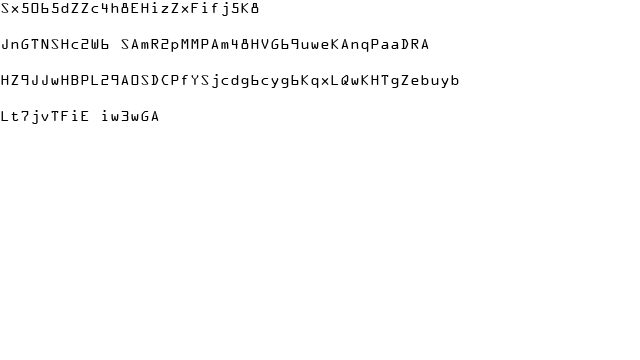 Sx5O65dZZc4h8EHizZxFifj5K8
JnGTNSHc2W6 SAmR2pMMPAm48HVG69uweKAnqPaaDRA
HZ9JJwHBPL29AOSDCPfYSjcdg6cyg6KqxLQwKHTgZebuyb
Lt7jvTFiE iw3wGA